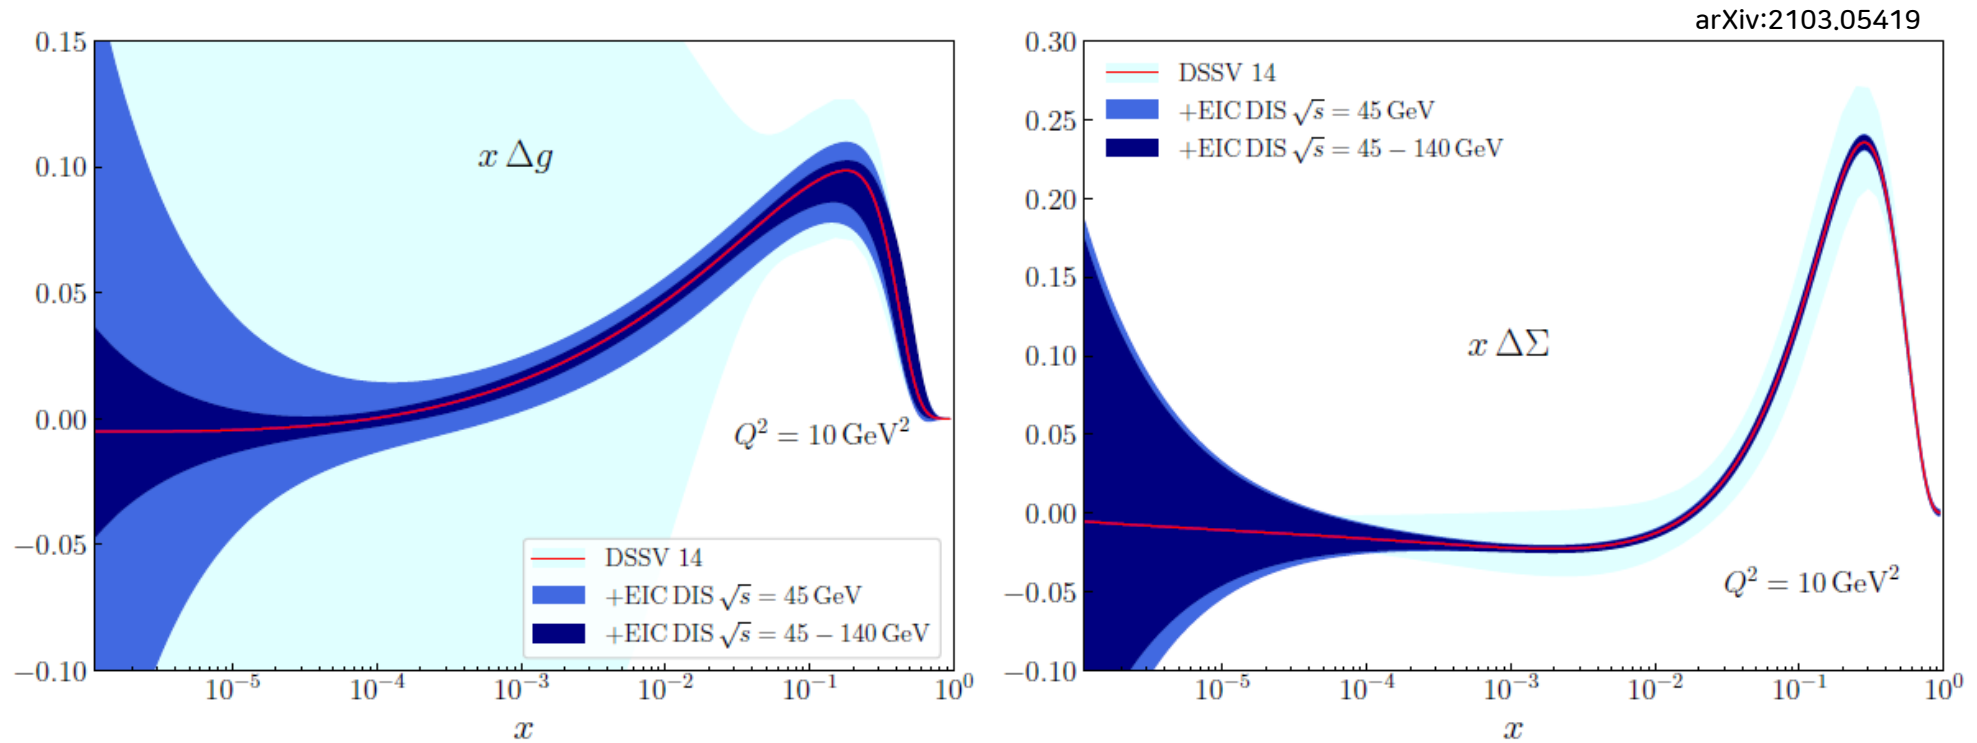 arXiv:2103.05419
0.15
0.10
0.05
0.00
−0.05
−0.10
x Δg
Q² = 10 GeV²
DSSV 14
+EIC DIS √s = 45 GeV
+EIC DIS √s = 45 − 140 GeV
10⁻⁵ 10⁻⁴ 10⁻³ 10⁻² 10⁻¹ 10⁰
x
0.30
0.25
0.20
0.15
0.10
0.05
0.00
−0.05
−0.10
DSSV 14
+EIC DIS √s = 45 GeV
+EIC DIS √s = 45 − 140 GeV
x ΔΣ
Q² = 10 GeV²
10⁻⁵ 10⁻⁴ 10⁻³ 10⁻² 10⁻¹ 10⁰
x